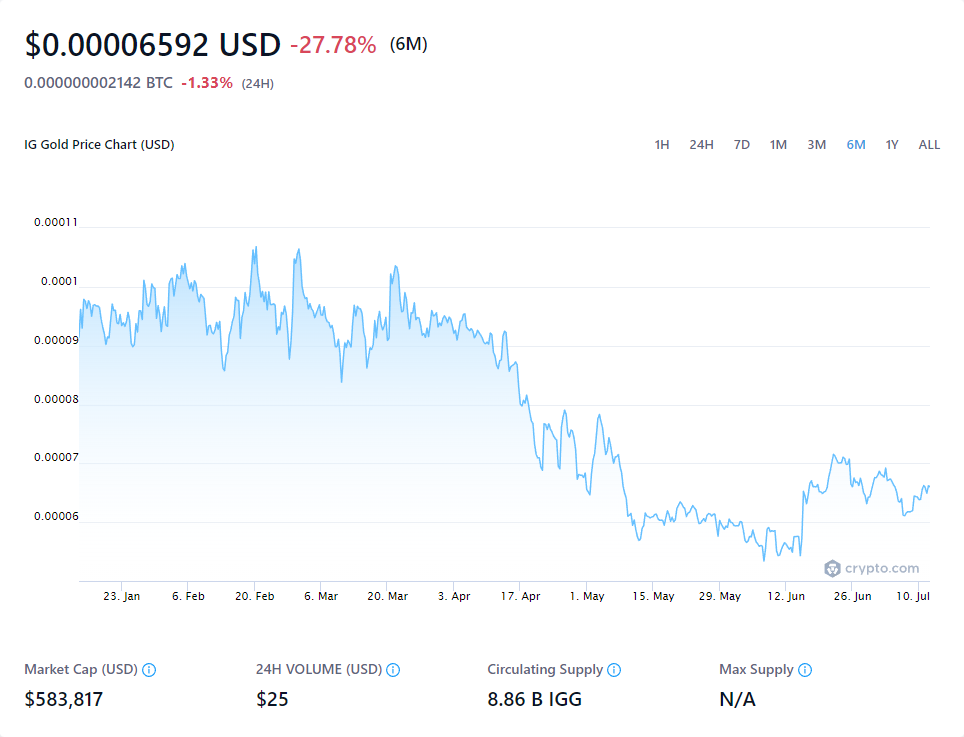 $0.00006592 USD -27.78% (6M)
0.000000002142 BTC -1.33% (24H)
IG Gold Price Chart (USD) 1H 24H 7D 1M 3M 6M 1Y ALL
0.00011
0.0001
0.00009
0.00008
0.00007
0.00006
crypto.com
23. Jan 6. Feb 20. Feb 6. Mar 20. Mar 3. Apr 17. Apr 1. May 15. May 29. May 12. Jun 26. Jun 10. Jul
Market Cap (USD) 24H VOLUME (USD) Circulating Supply Max Supply
$583,817 $25 8.86 B IGG N/A